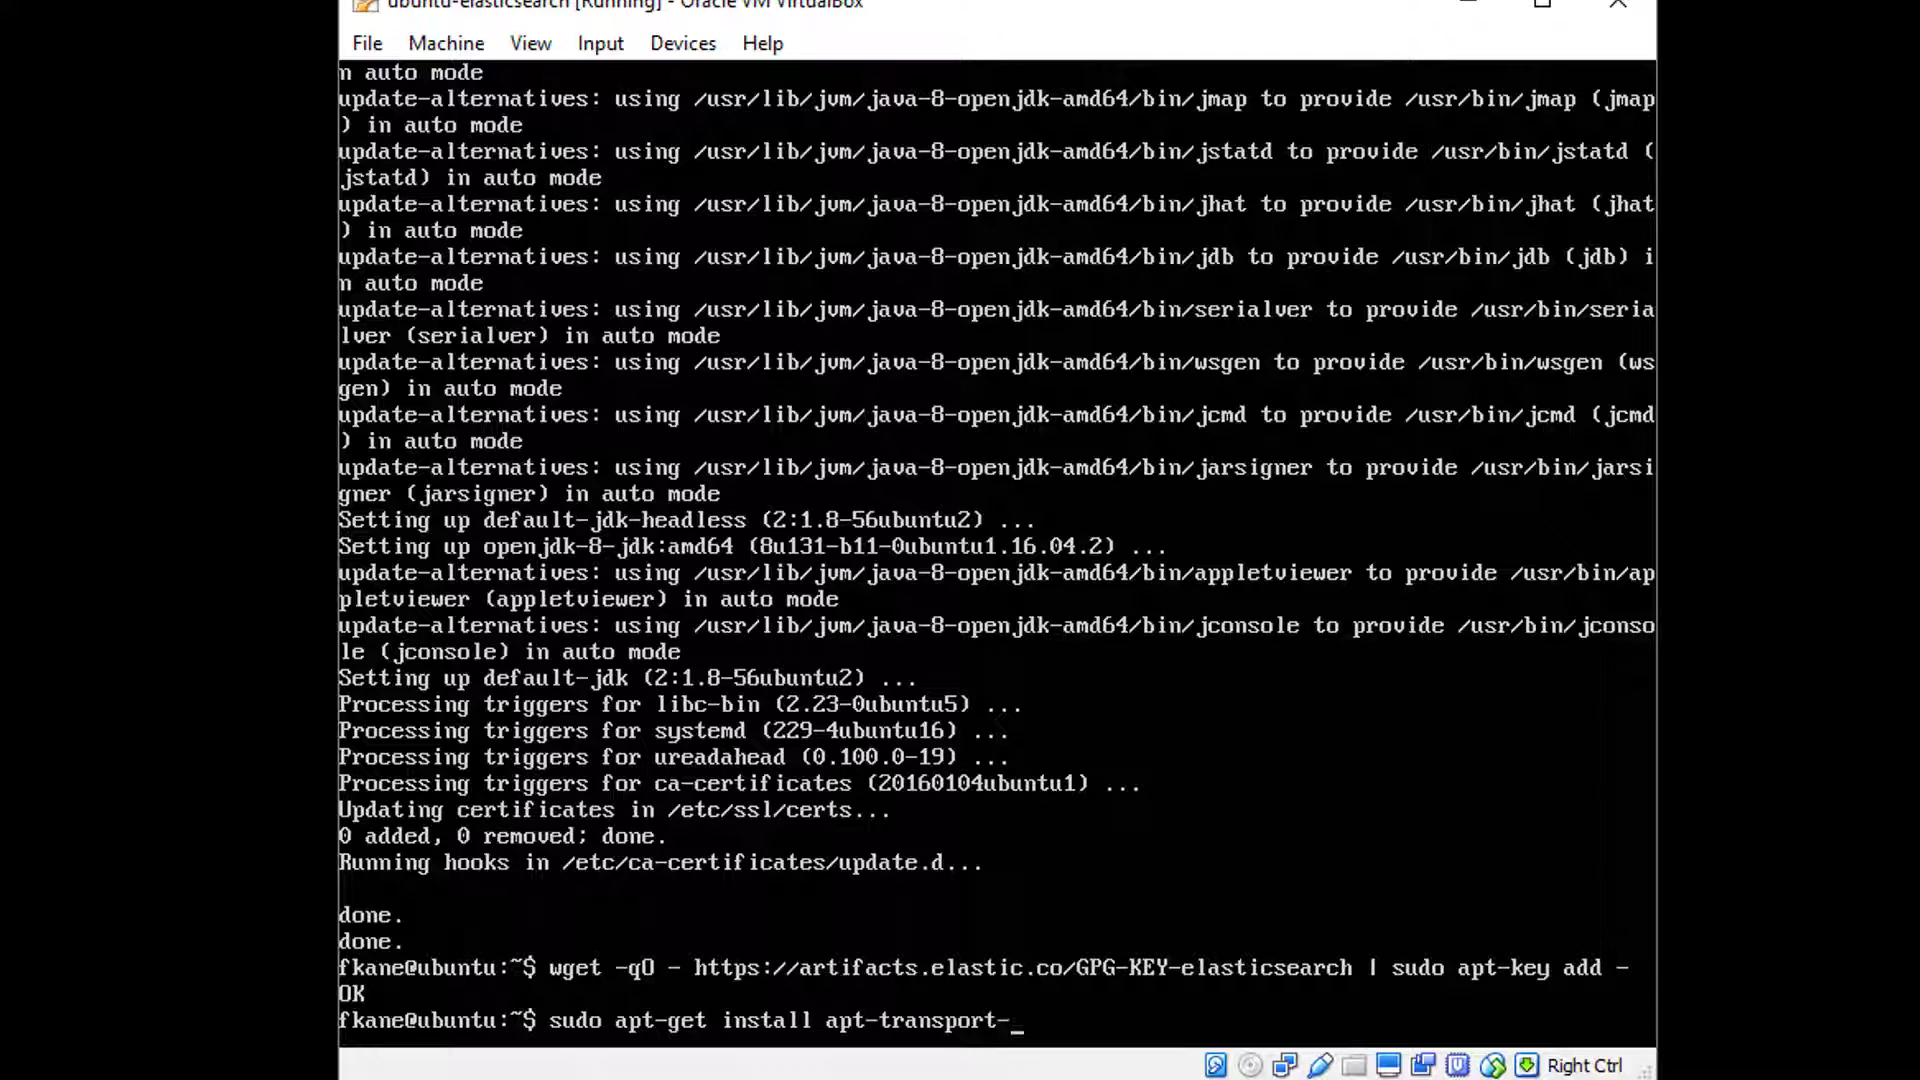 ubuntu-elasticsearch [Running] - Oracle VM VirtualBox
File Machine View Input Devices Help
n auto mode
update-alternatives: using /usr/lib/jvm/java-8-openjdk-amd64/bin/jmap to provide /usr/bin/jmap (jmap
) in auto mode
update-alternatives: using /usr/lib/jvm/java-8-openjdk-amd64/bin/jstatd to provide /usr/bin/jstatd (
jstatd) in auto mode
update-alternatives: using /usr/lib/jvm/java-8-openjdk-amd64/bin/jhat to provide /usr/bin/jhat (jhat
) in auto mode
update-alternatives: using /usr/lib/jvm/java-8-openjdk-amd64/bin/jdb to provide /usr/bin/jdb (jdb) i
n auto mode
update-alternatives: using /usr/lib/jvm/java-8-openjdk-amd64/bin/serialver to provide /usr/bin/seria
lver (serialver) in auto mode
update-alternatives: using /usr/lib/jvm/java-8-openjdk-amd64/bin/wsgen to provide /usr/bin/wsgen (ws
gen) in auto mode
update-alternatives: using /usr/lib/jvm/java-8-openjdk-amd64/bin/jcmd to provide /usr/bin/jcmd (jcmd
) in auto mode
update-alternatives: using /usr/lib/jvm/java-8-openjdk-amd64/bin/jarsigner to provide /usr/bin/jarsi
gner (jarsigner) in auto mode
Setting up default-jdk-headless (2:1.8-56ubuntu2) ...
Setting up openjdk-8-jdk:amd64 (8u131-b11-0ubuntu1.16.04.2) ...
update-alternatives: using /usr/lib/jvm/java-8-openjdk-amd64/bin/appletviewer to provide /usr/bin/ap
pletviewer (appletviewer) in auto mode
update-alternatives: using /usr/lib/jvm/java-8-openjdk-amd64/bin/jconsole to provide /usr/bin/jconso
le (jconsole) in auto mode
Setting up default-jdk (2:1.8-56ubuntu2) ...
Processing triggers for libc-bin (2.23-0ubuntu5) ...
Processing triggers for systemd (229-4ubuntu16) ...
Processing triggers for ureadahead (0.100.0-19) ...
Processing triggers for ca-certificates (20160104ubuntu1) ...
Updating certificates in /etc/ssl/certs...
0 added, 0 removed; done.
Running hooks in /etc/ca-certificates/update.d...
done.
done.
fkane@ubuntu:~$ wget -qO - https://artifacts.elastic.co/GPG-KEY-elasticsearch | sudo apt-key add -
OK
fkane@ubuntu:~$ sudo apt-get install apt-transport-_
Right Ctrl